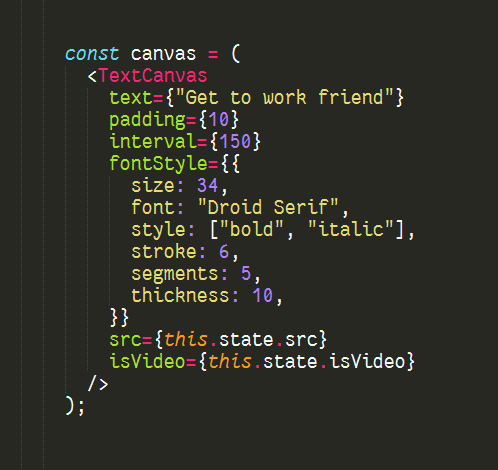 const canvas = (
<TextCanvas
text={"Get to work friend"}
padding={10}
interval={150}
fontStyle={{
size: 34,
font: "Droid Serif",
style: ["bold", "italic"],
stroke: 6,
segments: 5,
thickness: 10,
}}
src={this.state.src}
isVideo={this.state.isVideo}
/>
);